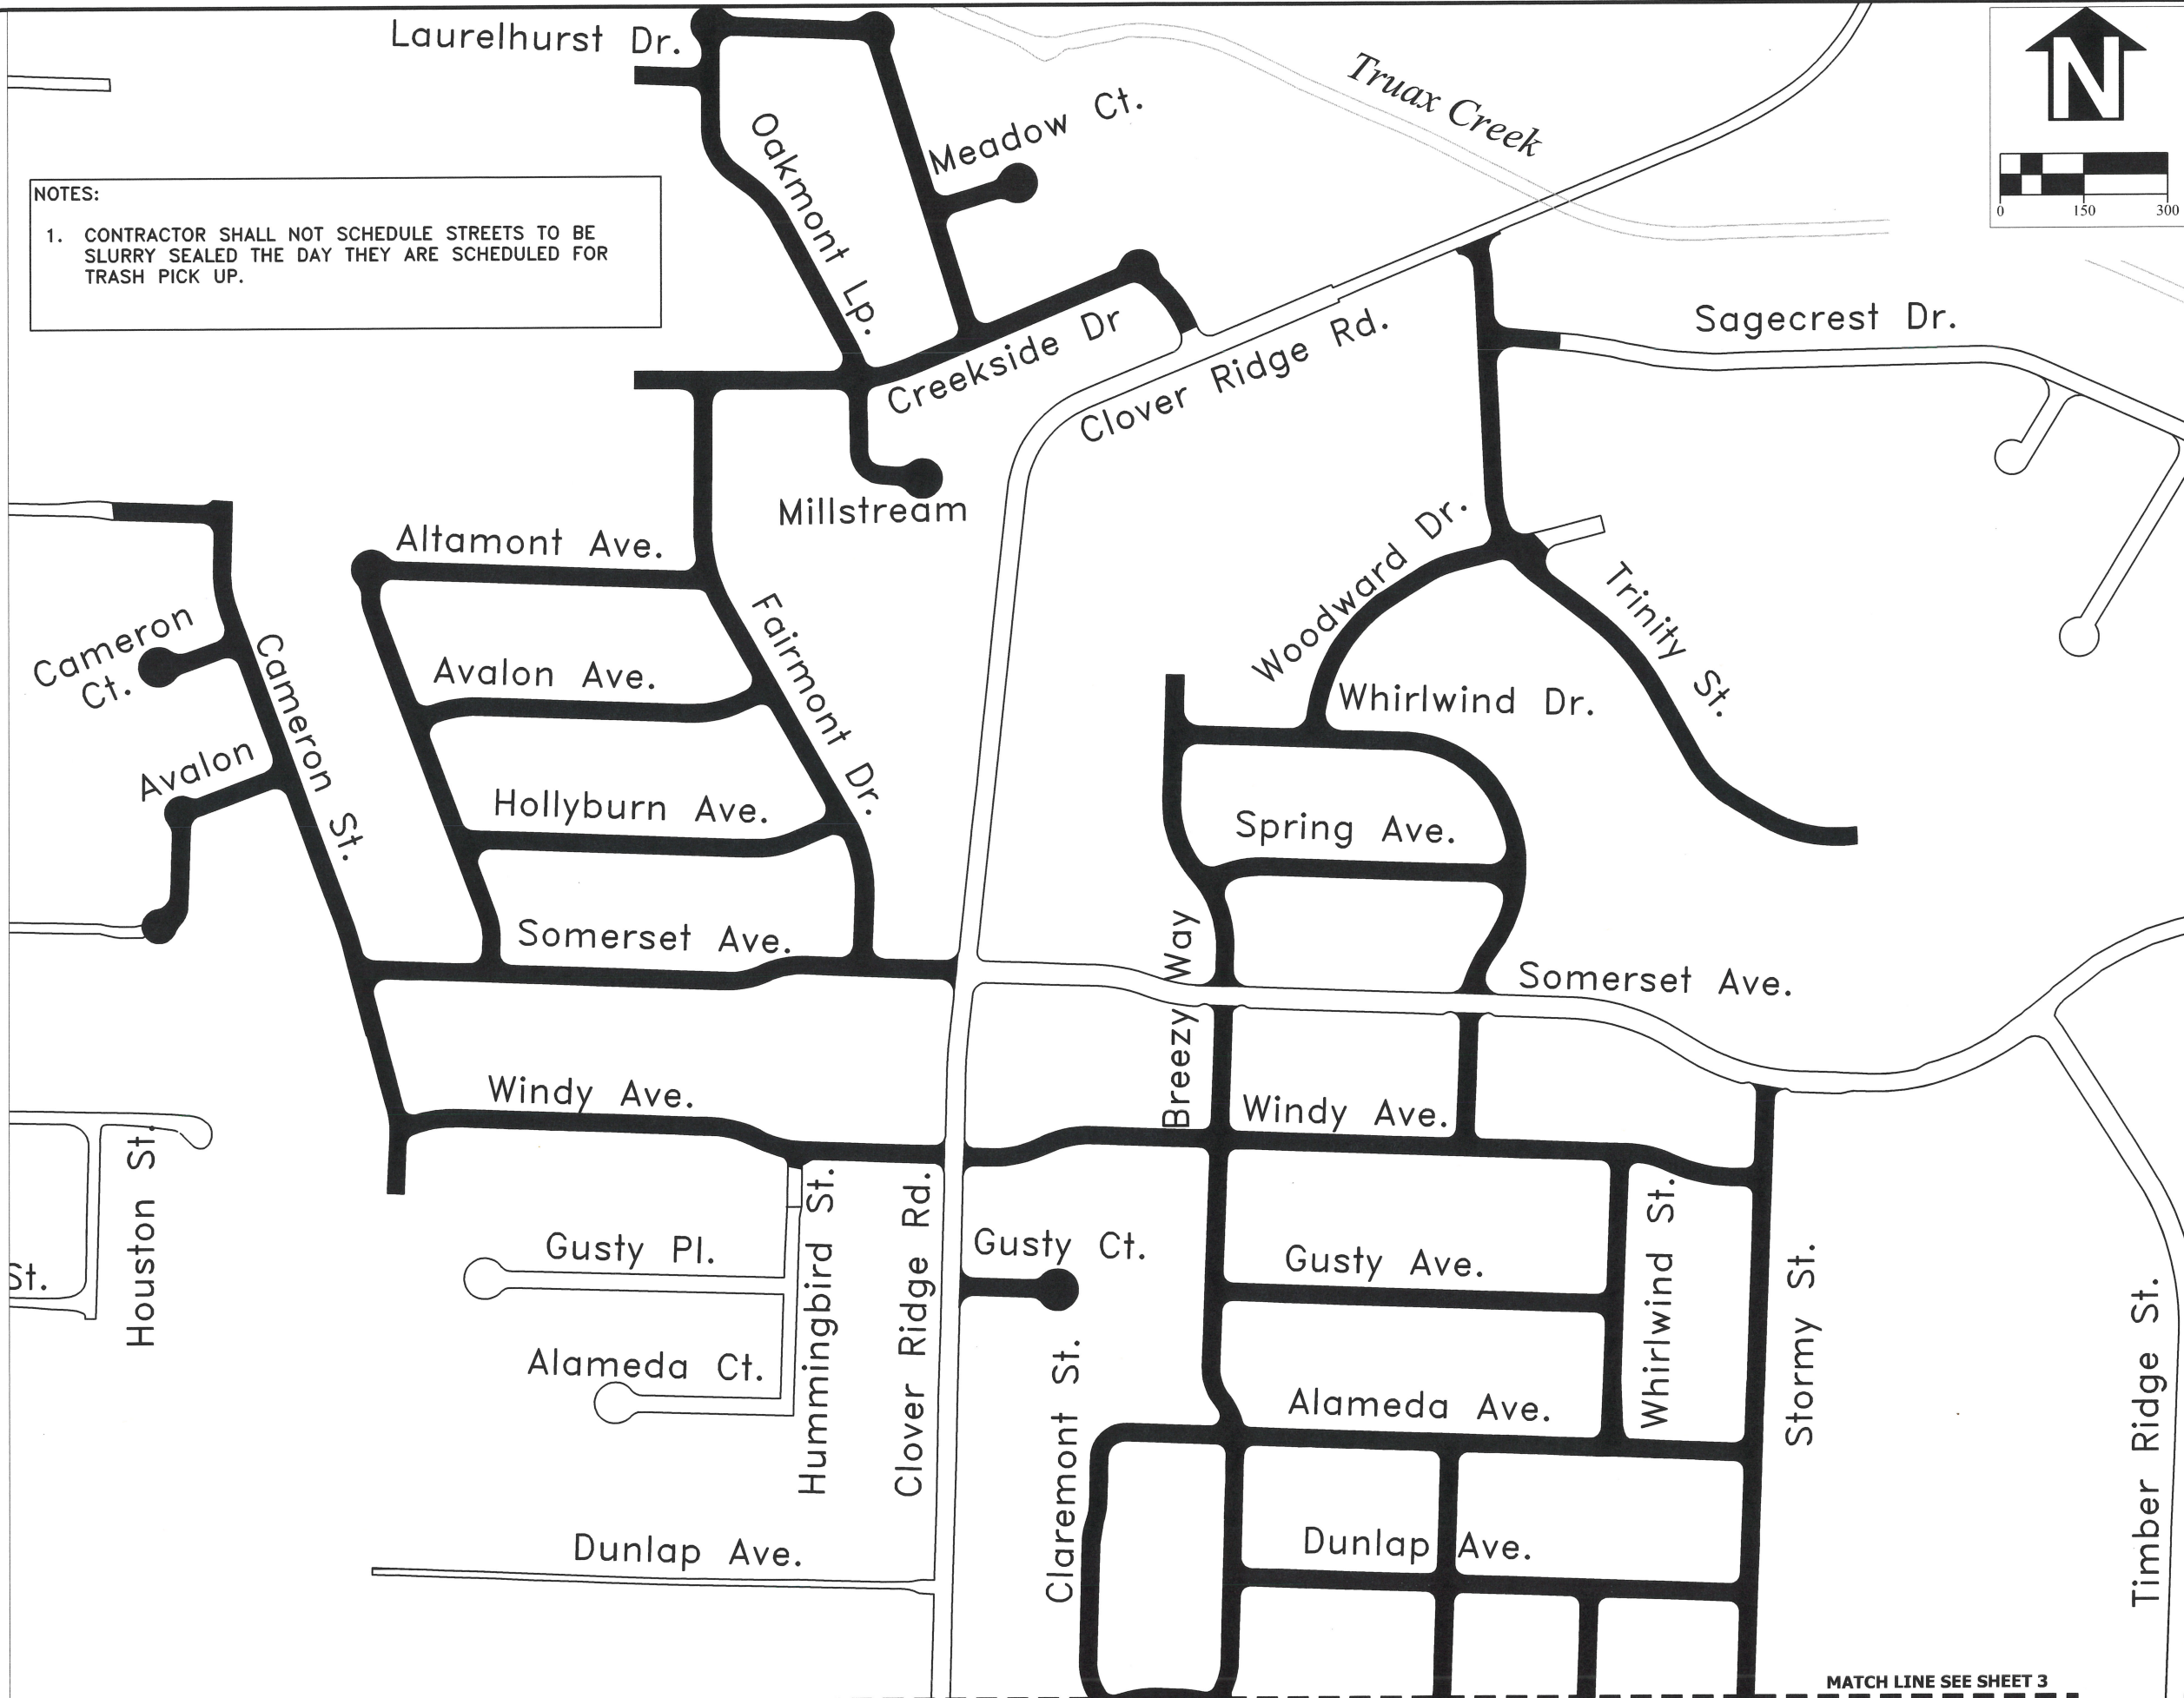 Laurelhurst Dr.
N
Truax Creek
Meadow Ct.
Oakmont Lp.
0 150 300
NOTES:
1. CONTRACTOR SHALL NOT SCHEDULE STREETS TO BE
SLURRY SEALED THE DAY THEY ARE SCHEDULED FOR
TRASH PICK UP.
Sagecrest Dr.
Creekside Dr
Clover Ridge Rd.
Millstream
Altamont Ave.
Woodward Dr.
Trinity St.
Cameron
Ct.
Cameron St.
Fairmont Dr.
Avalon Ave.
Whirlwind Dr.
Avalon
Hollyburn Ave.
Spring Ave.
Somerset Ave.
Breezy Way
Somerset Ave.
Windy Ave.
Windy Ave.
Houston St.
St.
Gusty Pl.
Hummingbird St.
Clover Ridge Rd.
Gusty Ct.
Gusty Ave.
Whirlwind St.
Stormy St.
Timber Ridge St.
Alameda Ct.
Claremont St.
Alameda Ave.
Dunlap Ave.
Dunlap Ave.
MATCH LINE SEE SHEET 3